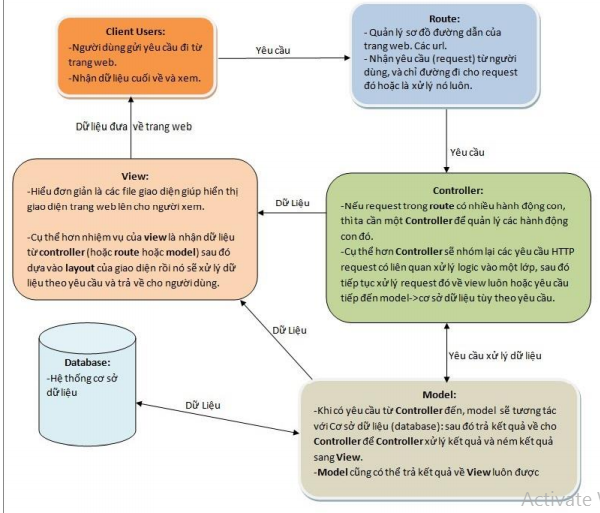 Client Users:
-Người dùng gửi yêu cầu đi từ
trang web.
-Nhận dữ liệu cuối về và xem.
Yêu cầu
Route:
- Quản lý sơ đồ đường dẫn của
trang web. Các url.
- Nhận yêu cầu (request) từ người
dùng, và chỉ đường đi cho request
đó hoặc là xử lý nó luôn.
Dữ liệu đưa về trang web
Yêu cầu
View:
-Hiểu đơn giản là các file giao diện giúp hiển thị
giao diện trang web lên cho người xem.
-Cụ thể hơn nhiệm vụ của view là nhận dữ liệu
từ controller (hoặc route hoặc model) sau đó
dựa vào layout của giao diện rồi nó sẽ xử lý dữ
liệu theo yêu cầu và trả về cho người dùng.
Dữ Liệu
Controller:
-Nếu request trong route có nhiều hành động con,
thì ta cần một Controller để quản lý các hành động
con đó.
-Cụ thể hơn Controller sẽ nhóm lại các yêu cầu HTTP
request có liên quan xử lý logic vào một lớp, sau đó
tiếp tục xử lý request đó về view luôn hoặc yêu cầu
tiếp đến model->cơ sở dữ liệu tùy theo yêu cầu.
Dữ Liệu
Yêu cầu xử lý dữ liệu
Database:
-Hệ thống cơ sở
dữ liệu
Dữ Liệu
Model:
-Khi có yêu cầu từ Controller đến, model sẽ tương tác
với Cơ sở dữ liệu (database): sau đó trả kết quả về cho
Controller để Controller xử lý kết quả và ném kết quả
sang View.
-Model cũng có thể trả kết quả về View luôn được
Activate